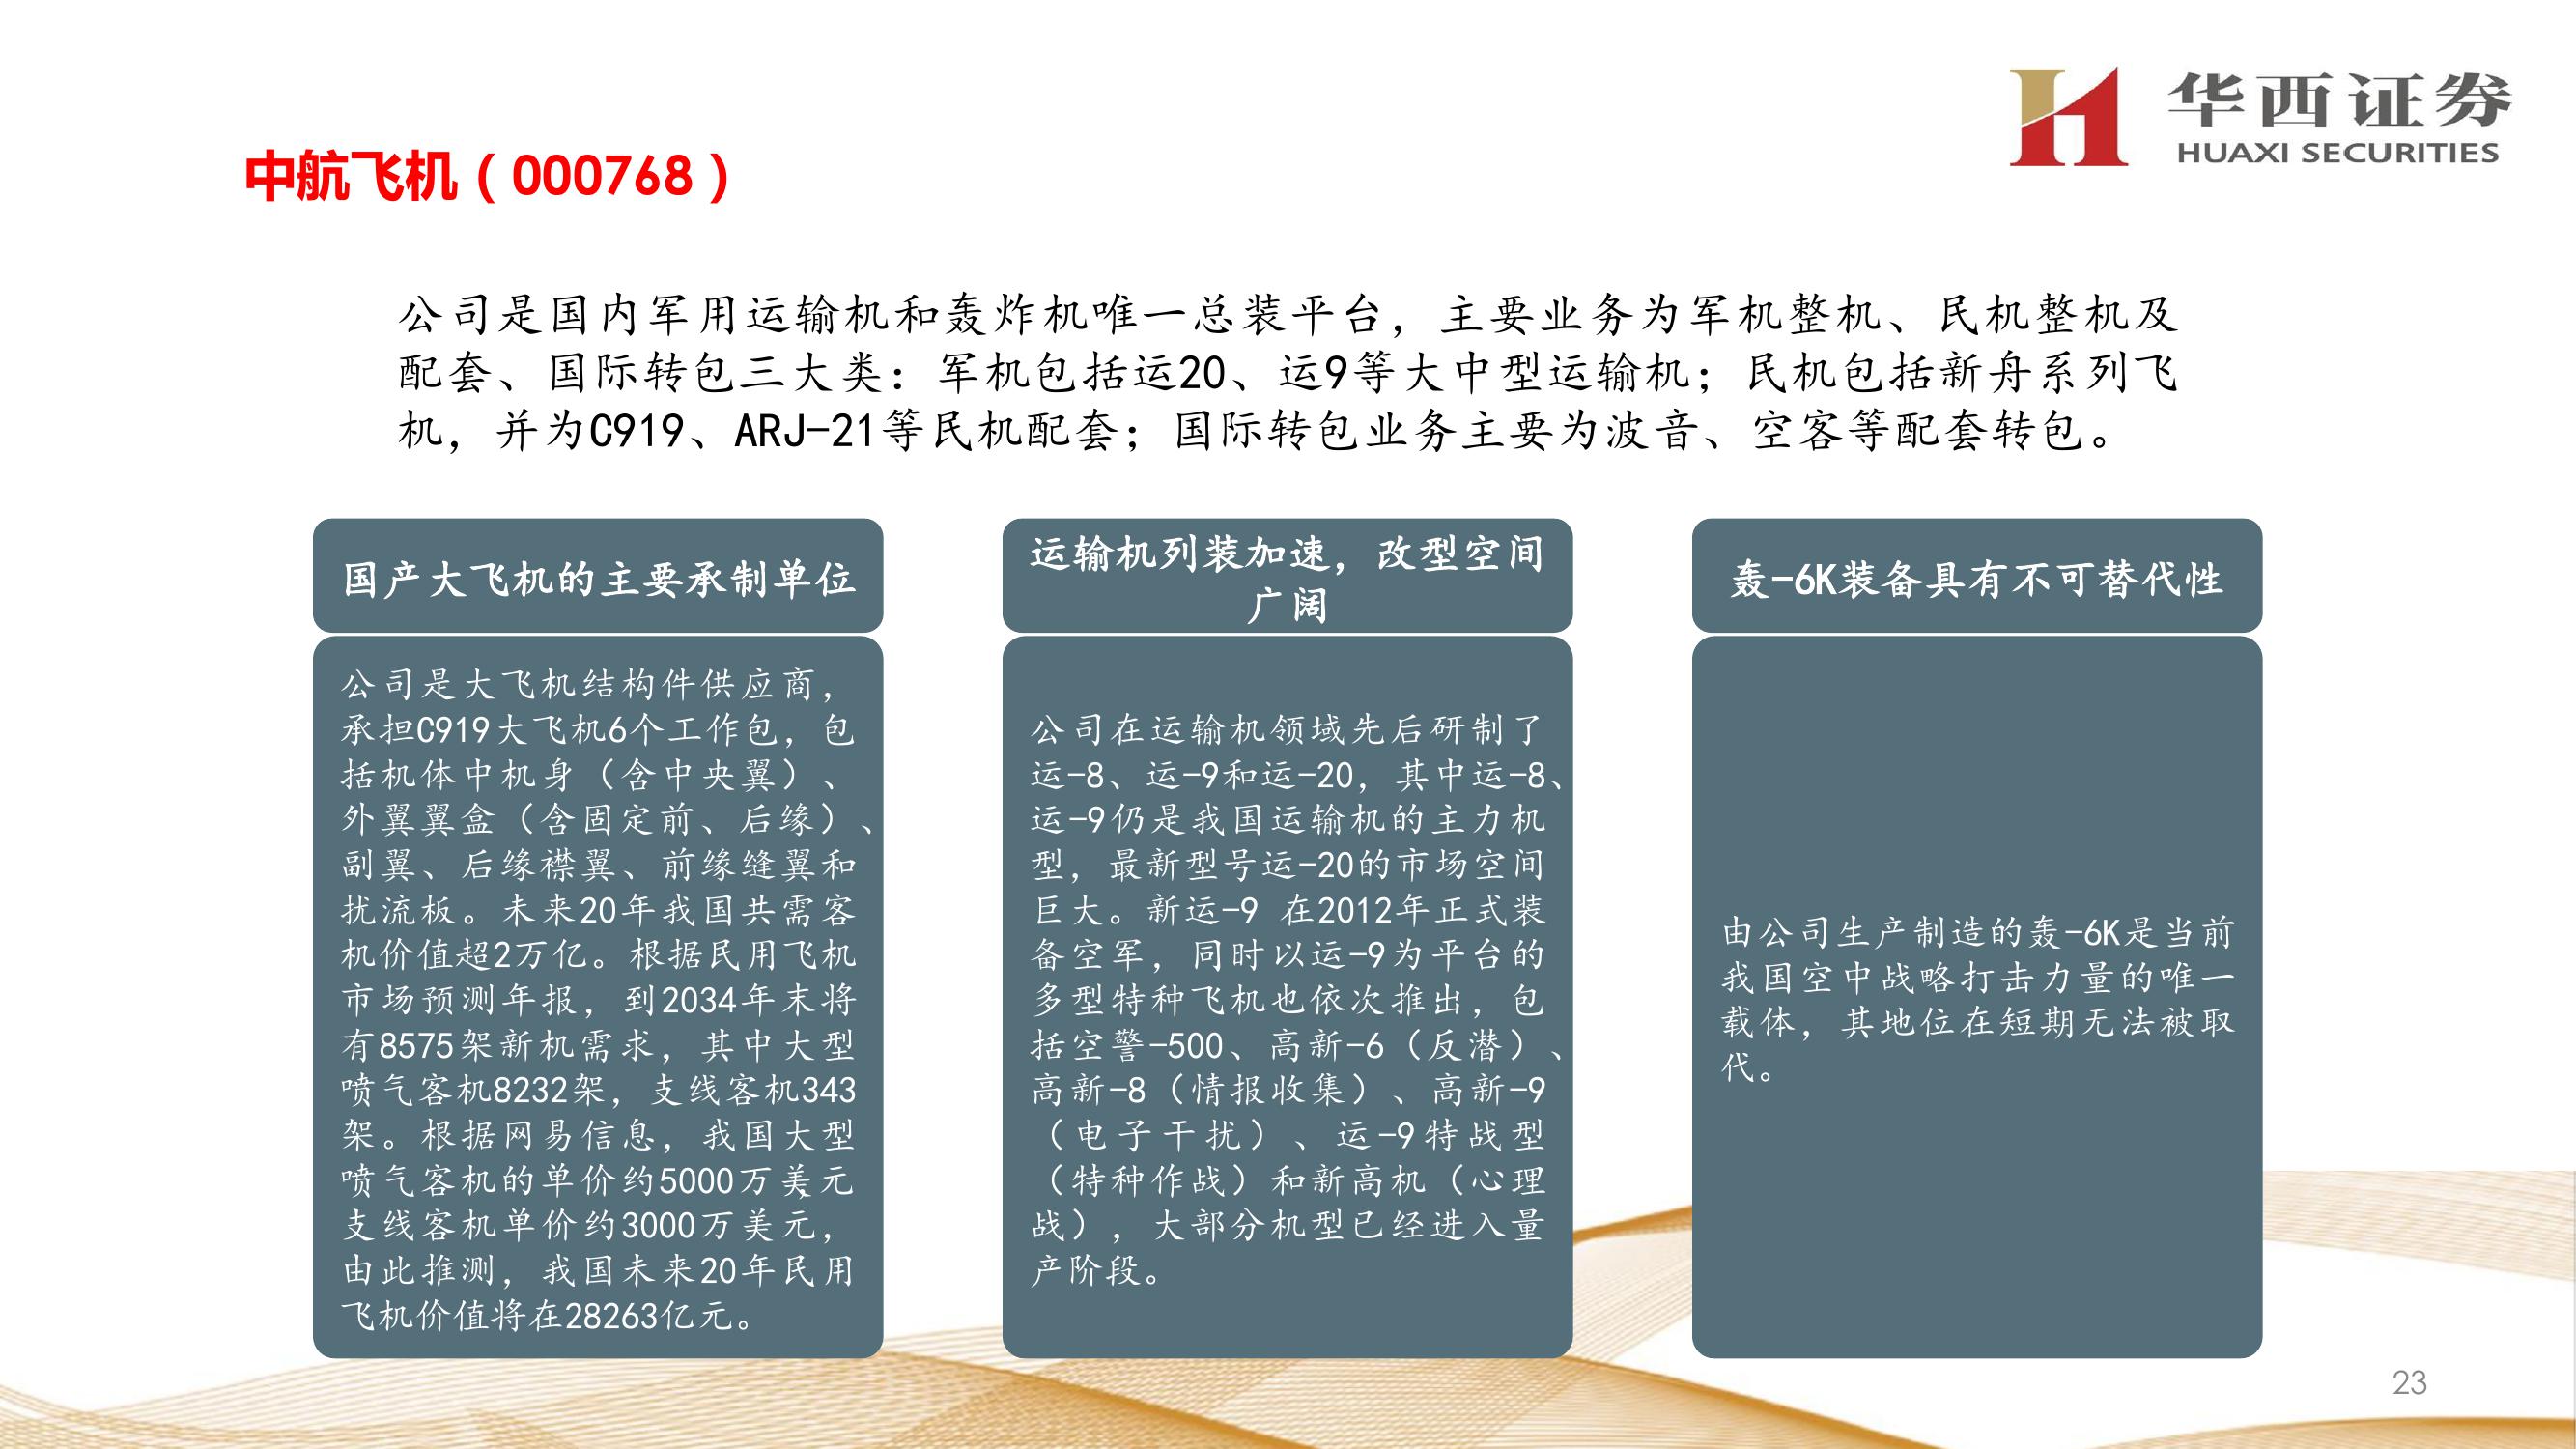 华西证券
HUAXI SECURITIES
中航飞机（000768）
公司是国内军用运输机和轰炸机唯一总装平台，主要业务为军机整机、民机整机及
配套、国际转包三大类：军机包括运20、运9等大中型运输机；民机包括新舟系列飞
机，并为C919、ARJ-21等民机配套；国际转包业务主要为波音、空客等配套转包。
国产大飞机的主要承制单位
公司是大飞机结构件供应商，
承担C919大飞机6个工作包，包
括机体中机身（含中央翼）、
外翼翼盒（含固定前、后缘）、
副翼、后缘襟翼、前缘缝翼和
扰流板。未来20年我国共需客
机价值超2万亿。根据民用飞机
市场预测年报，到2034年末将
有8575架新机需求，其中大型
喷气客机8232架，支线客机343
架。根据网易信息，我国大型
喷气客机的单价约5000万美元
支线客机单价约3000万美元，
由此推测，我国未来20年民用
飞机价值将在28263亿元。
运输机列装加速，改型空间
广阔
公司在运输机领域先后研制了
运-8、运-9和运-20，其中运-8、
运-9仍是我国运输机的主力机
型，最新型号运-20的市场空间
巨大。新运-9 在2012年正式装
备空军，同时以运-9为平台的
多型特种飞机也依次推出，包
括空警-500、高新-6（反潜）、
高新-8（情报收集）、高新-9
（电子干扰）、运-9特战型
（特种作战）和新高机（心理
战），大部分机型已经进入量
产阶段。
轰-6K装备具有不可替代性
由公司生产制造的轰-6K是当前
我国空中战略打击力量的唯一
载体，其地位在短期无法被取
代。
23